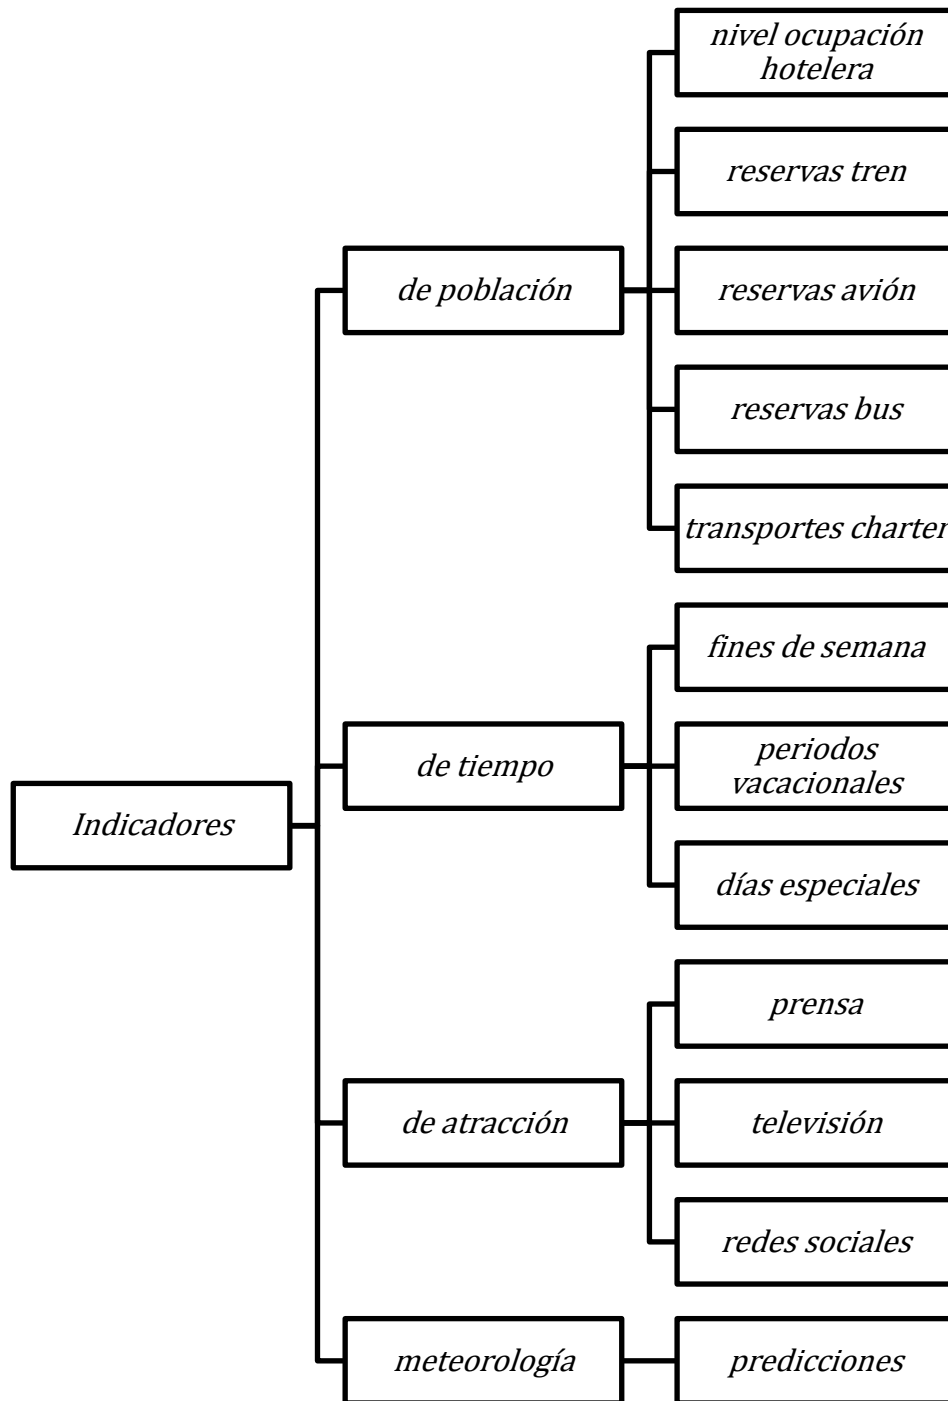 nivel ocupación
hotelera
reservas tren
de población
reservas avión
reservas bus
transportes charter
fines de semana
de tiempo
periodos
vacacionales
Indicadores
días especiales
prensa
de atracción
televisión
redes sociales
meteorología
predicciones